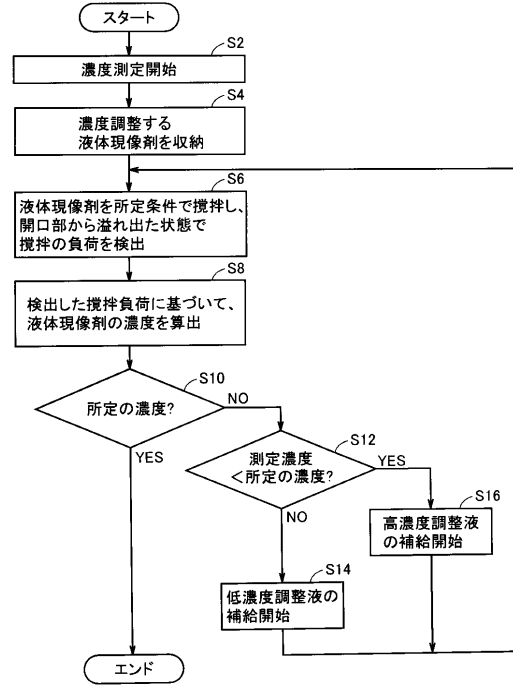 スタート
S2
濃度測定開始
S4
濃度調整する
液体現像剤を収納
S6
液体現像剤を所定条件で攪拌し、
開口部から溢れ出た状態で
攪拌の負荷を検出
S8
検出した攪拌負荷に基づいて、
液体現像剤の濃度を算出
S10
所定の濃度?
NO
YES
S12
測定濃度
<所定の濃度?
YES
NO
S16
高濃度調整液
の補給開始
S14
低濃度調整液の
補給開始
エンド